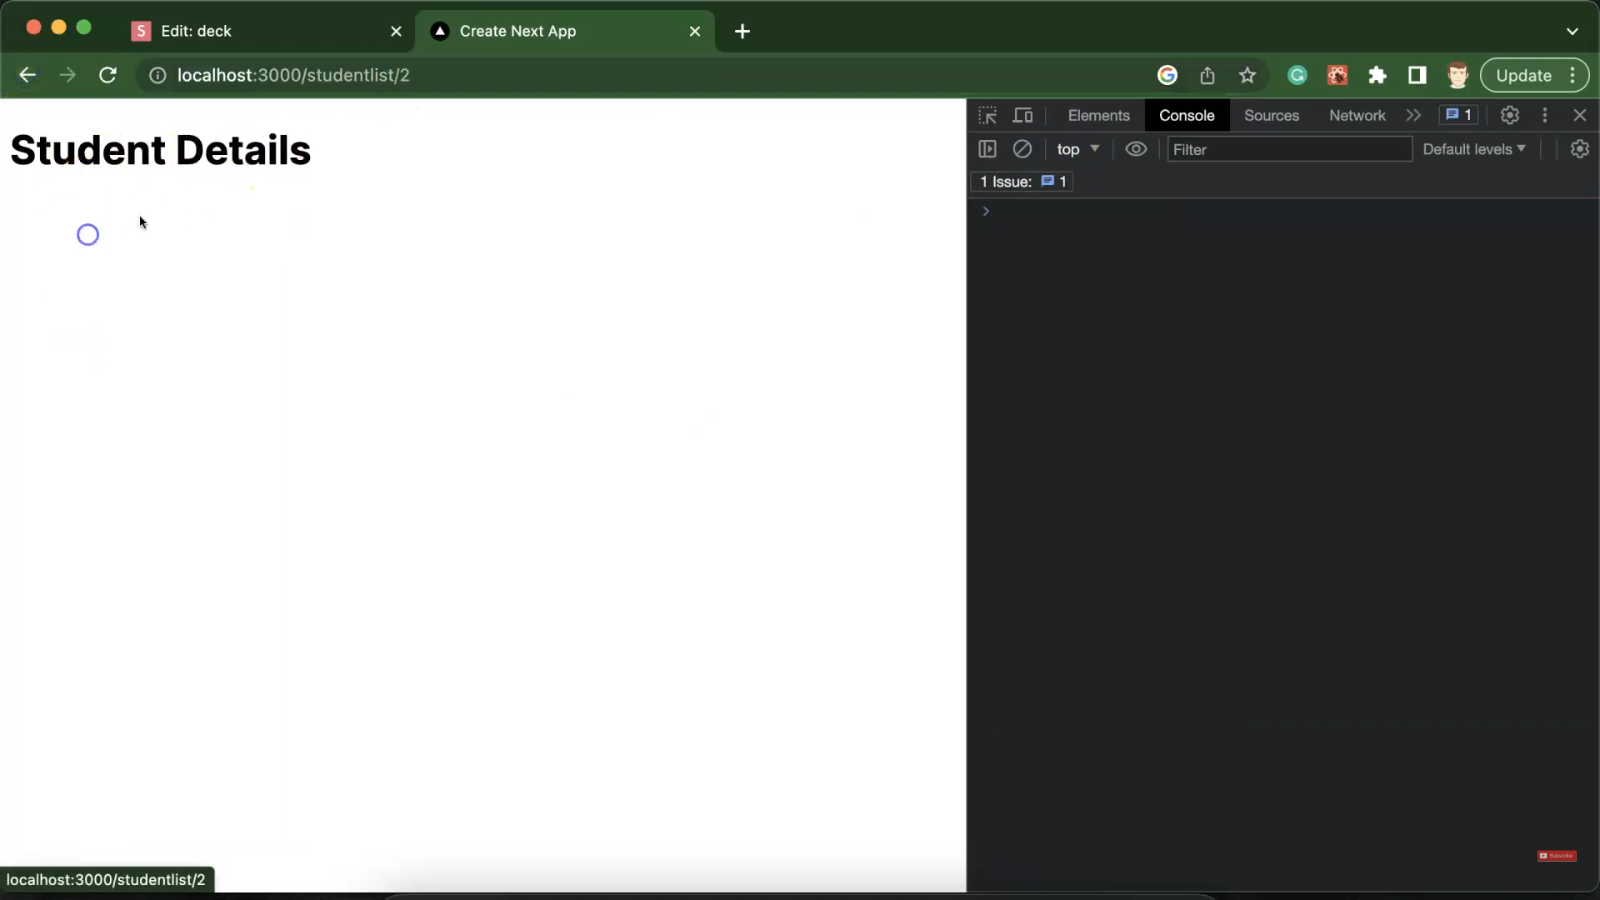 S Edit: deck
Create Next App
localhost:3000/studentlist/2
Update
Student Details
Elements Console Sources Network 1
top Filter Default levels
1 Issue: 1
Subscribe
localhost:3000/studentlist/2